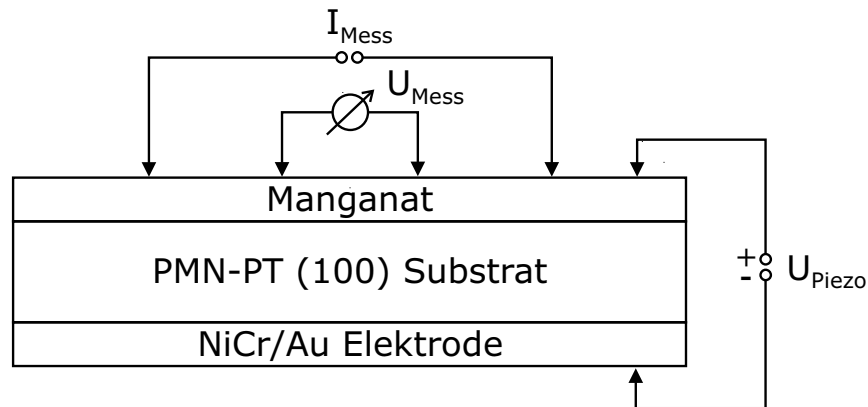 I_Mess
U_Mess
Manganat
PMN-PT (100) Substrat
+
-
U_Piezo
NiCr/Au Elektrode